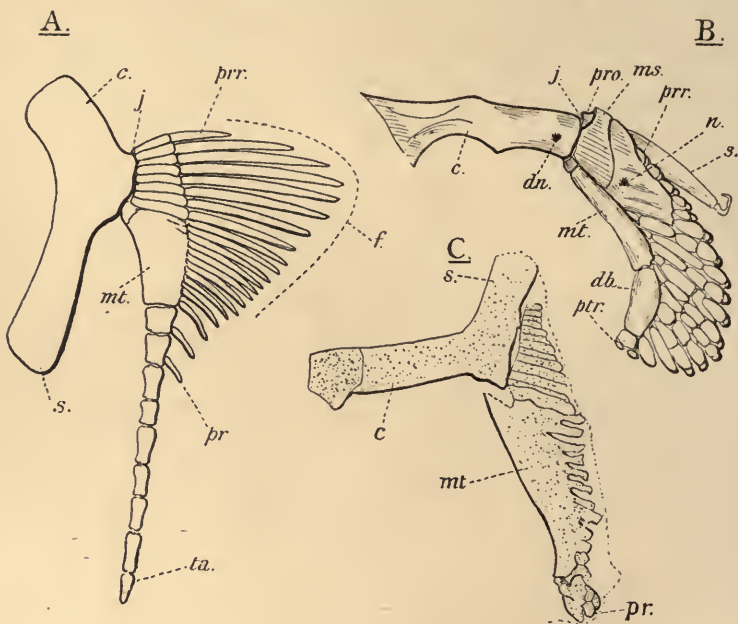 A.
c.
j
prr.
f
mt.
s.
pr
ta.
B.
j.
pro.
ms.
prr.
n.
s.
c.
dn.
mt.
db.
ptr.
C.
s.
c
mt
pr.